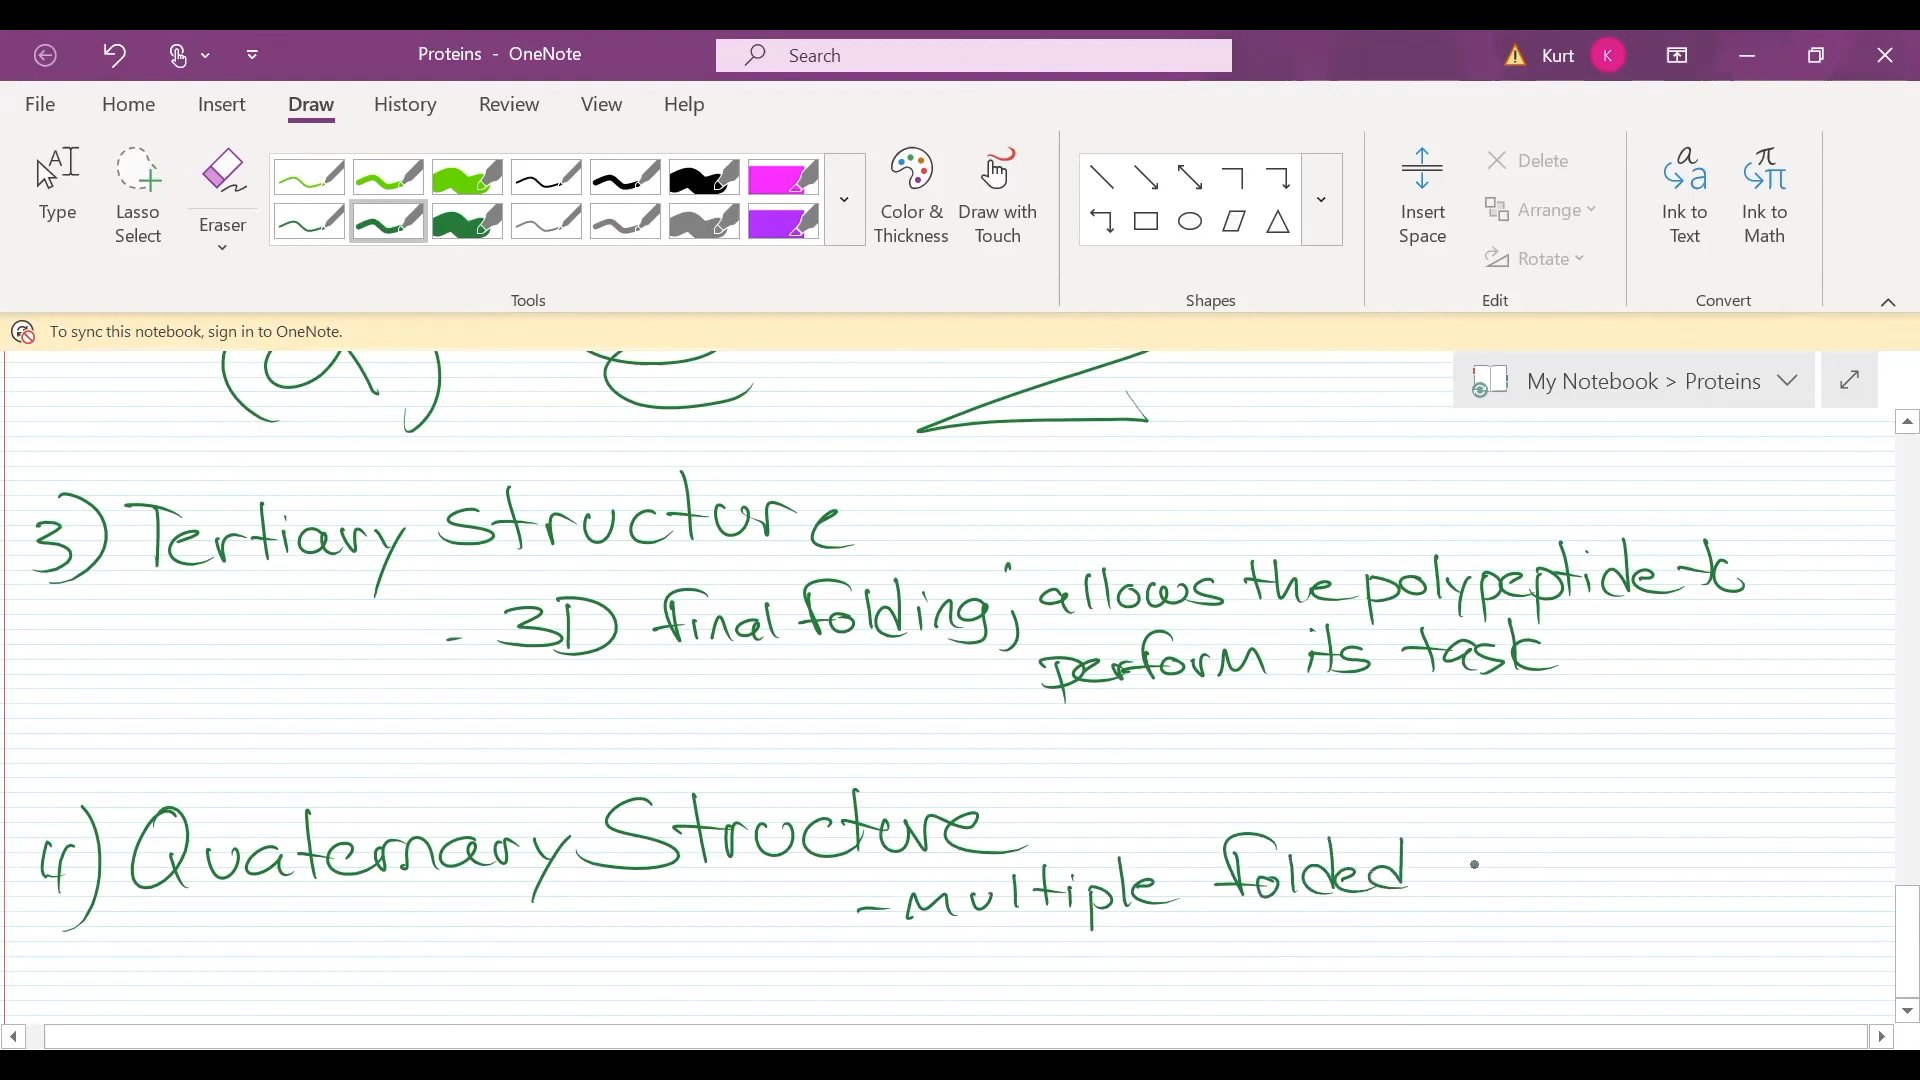 Proteins - OneNote
Search
Kurt
K
File Home Insert Draw History Review View Help
Type
Lasso Select
Eraser
Color & Thickness
Draw with Touch
Insert Space
Delete
Arrange
Rotate
Ink to Text
Ink to Math
Tools
Shapes
Edit
Convert
To sync this notebook, sign in to OneNote.
My Notebook > Proteins
3) Tertiary structure
- 3D final folding; allows the polypeptide to
perform its task
4) Quaternary Structure
- multiple folded